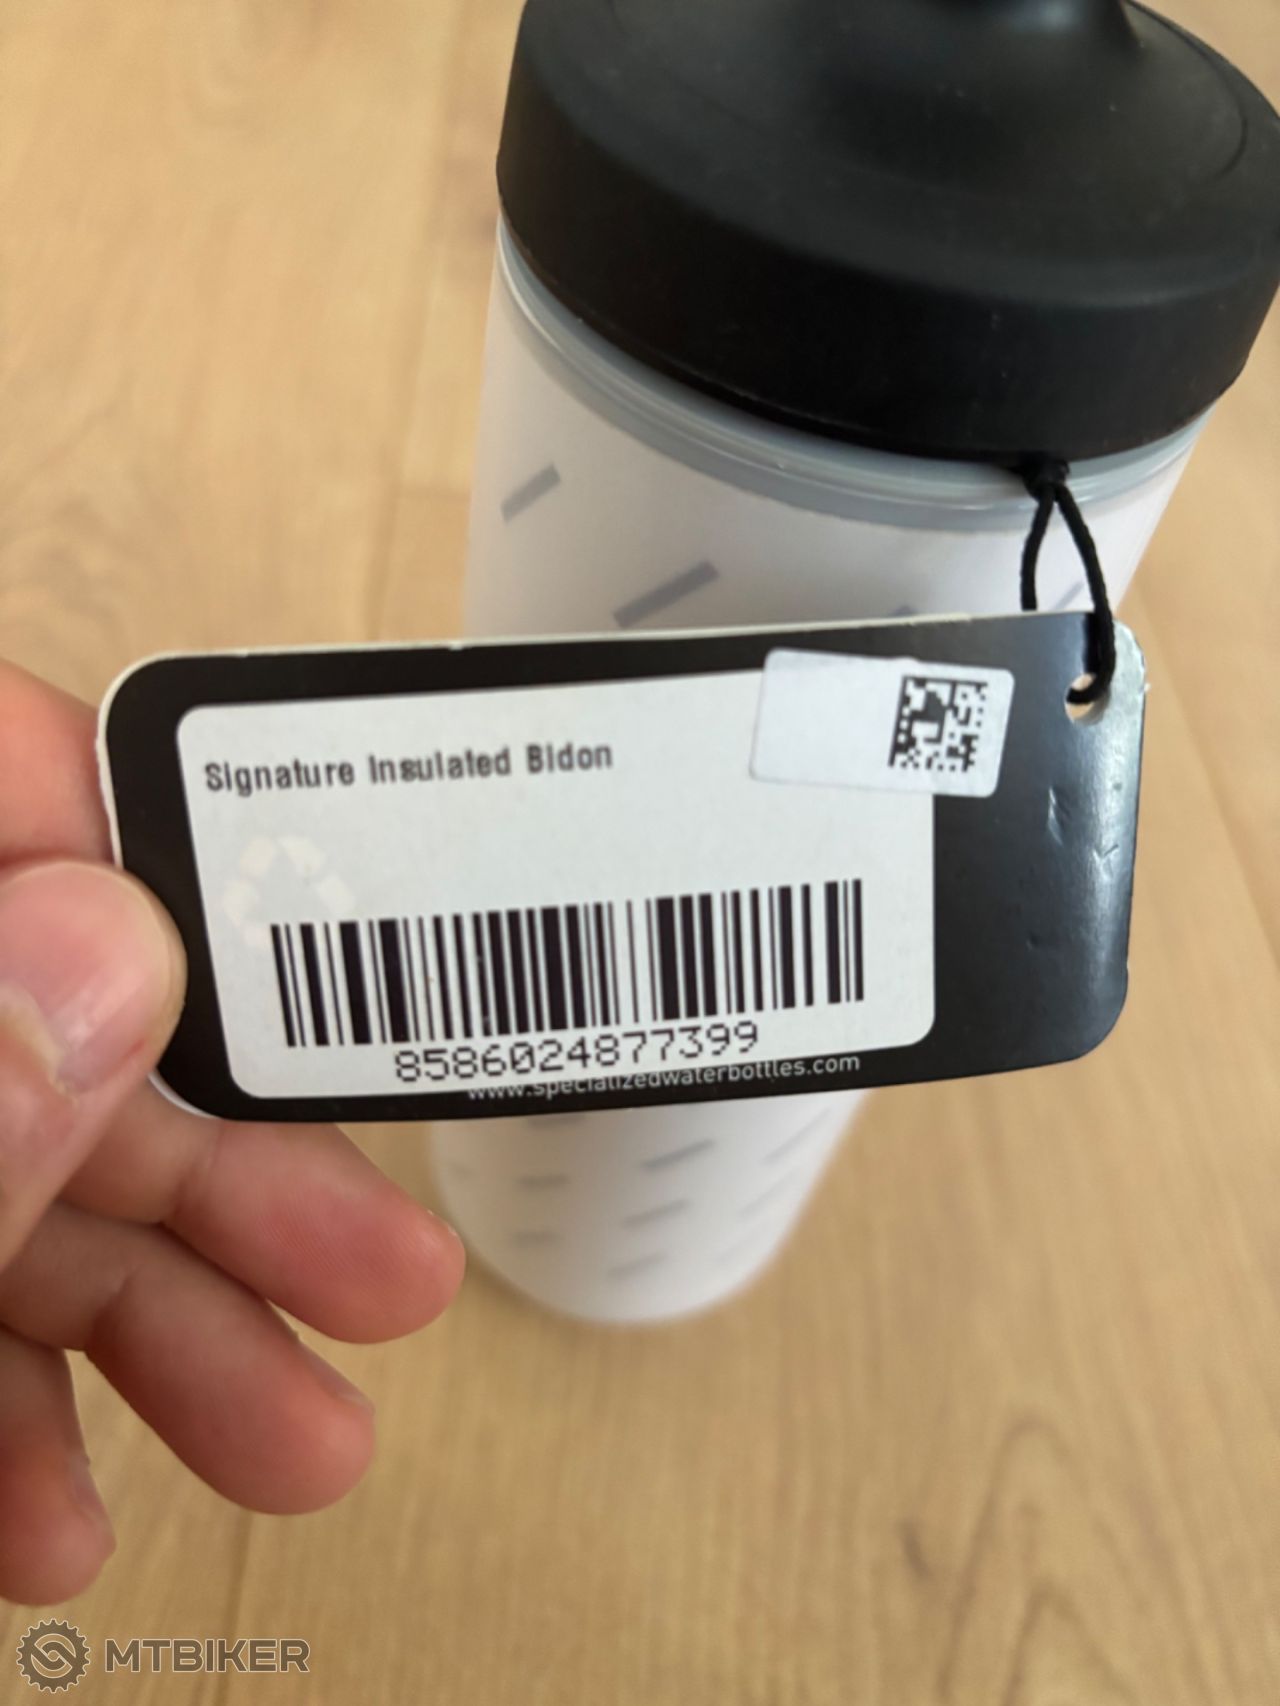 Signature Insulated Bidon
8586024877399
www.specializedwaterbottles.com
MTBIKER